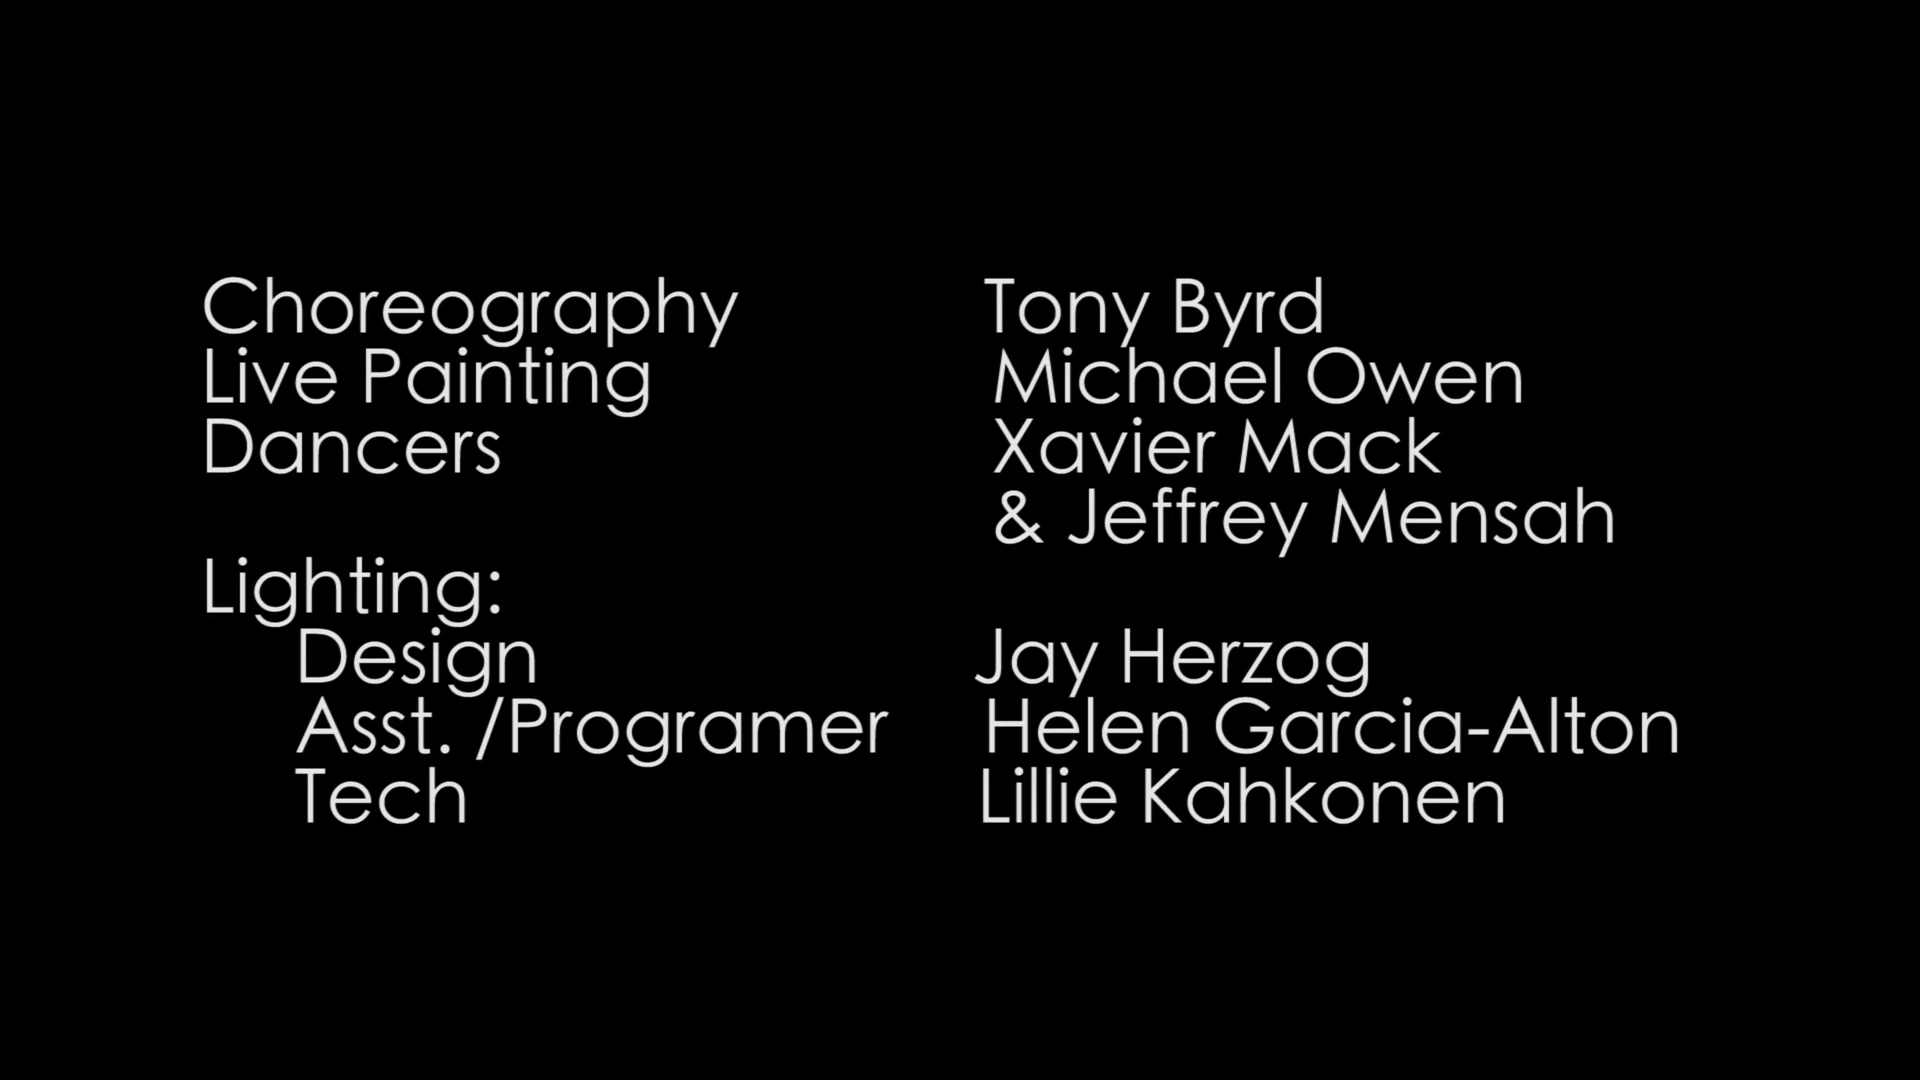 Choreography Tony Byrd
Live Painting Michael Owen
Dancers Xavier Mack
& Jeffrey Mensah
Lighting:
Design Jay Herzog
Asst. /Programer Helen Garcia-Alton
Tech Lillie Kahkonen